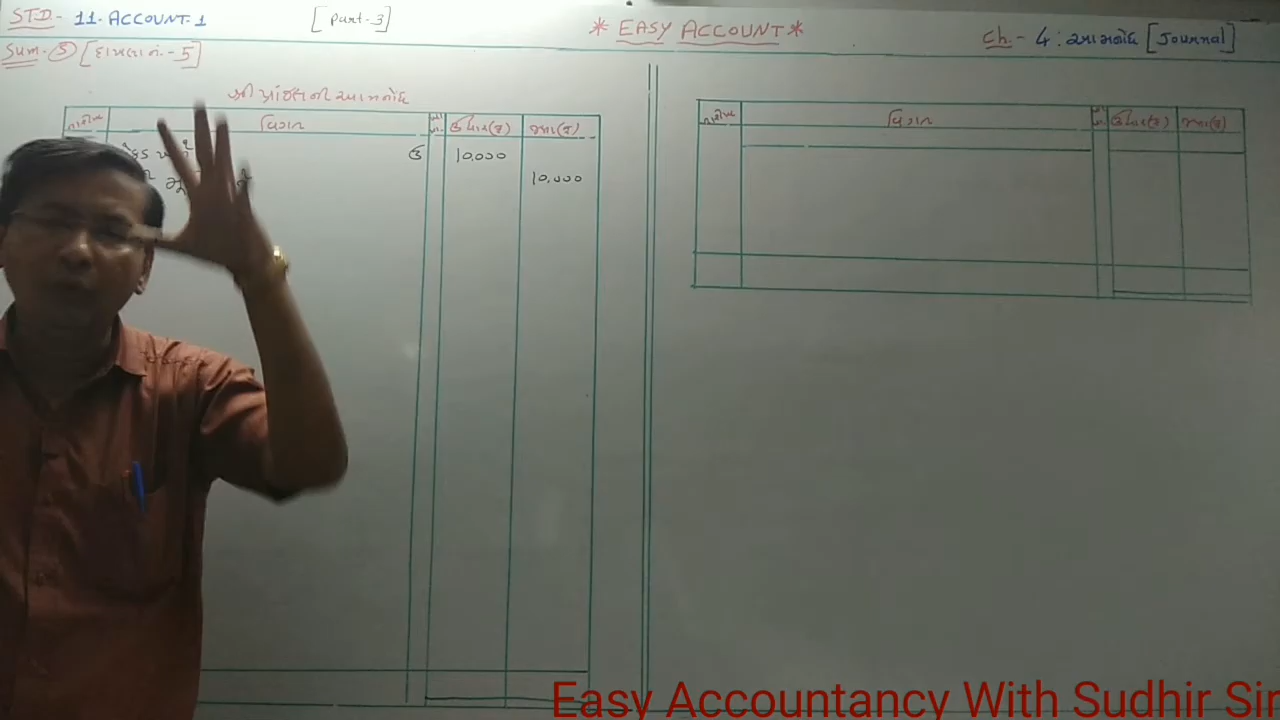 STD- 11. ACCOUNT-1
[Part-3]
* EASY ACCOUNT *
Ch.- 4: આમનોંધ [Journal]
Sum-5 [દાખલા નં.-5]
શ્રી આમનોંધ
તારીખ વિગત ઉધાર(₹) જમા(₹)
ખાતે ઉ 10,000
10,000
તારીખ વિગત ઉધાર(₹) જમા(₹)
Easy Accountancy With Sudhir Sir